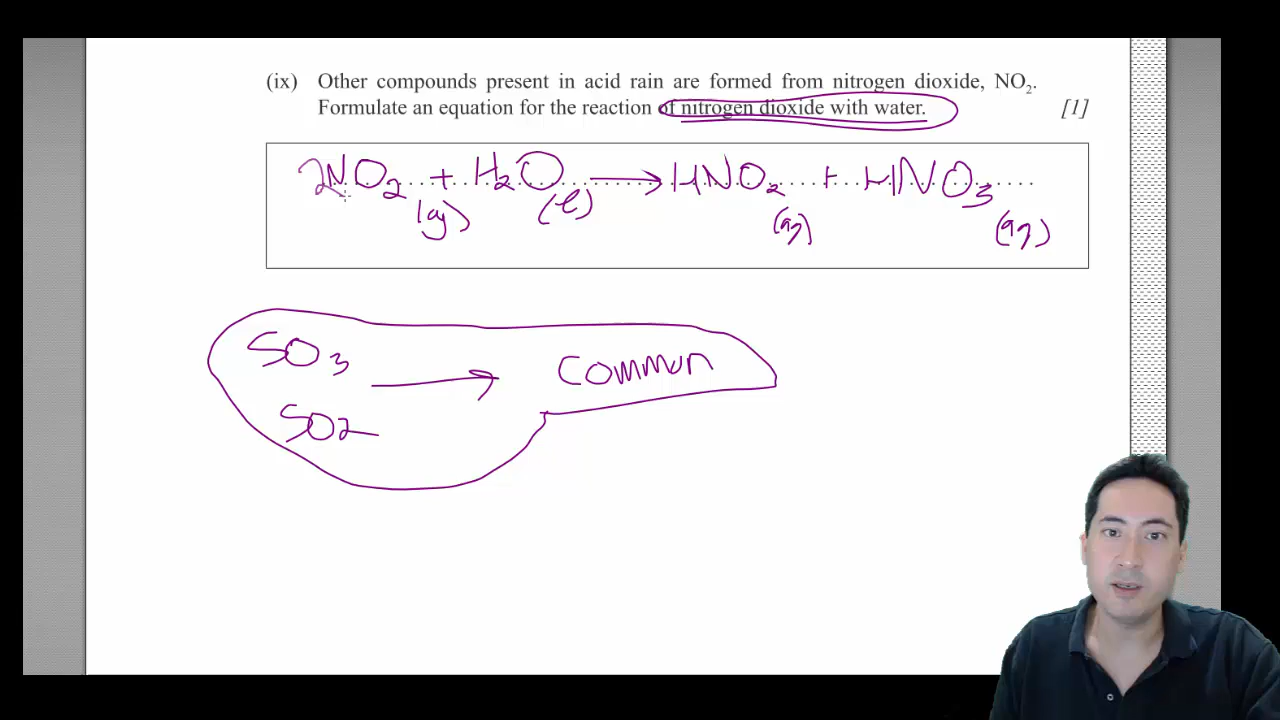 (ix) Other compounds present in acid rain are formed from nitrogen dioxide, NO₂.
Formulate an equation for the reaction of nitrogen dioxide with water. [1]
2NO₂ + H₂O → HNO₂ + HNO₃
(g) (l) (aq) (aq)
SO₃ → Common
SO₂